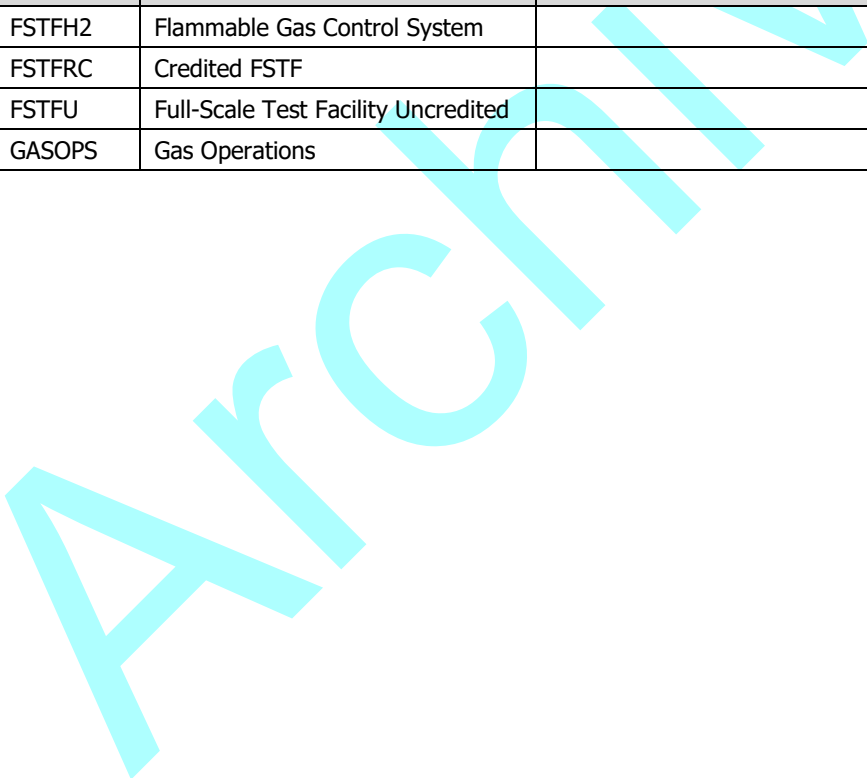 FSTFH2 Flammable Gas Control System
FSTFRC Credited FSTF
FSTFU Full-Scale Test Facility Uncredited
GASOPS Gas Operations